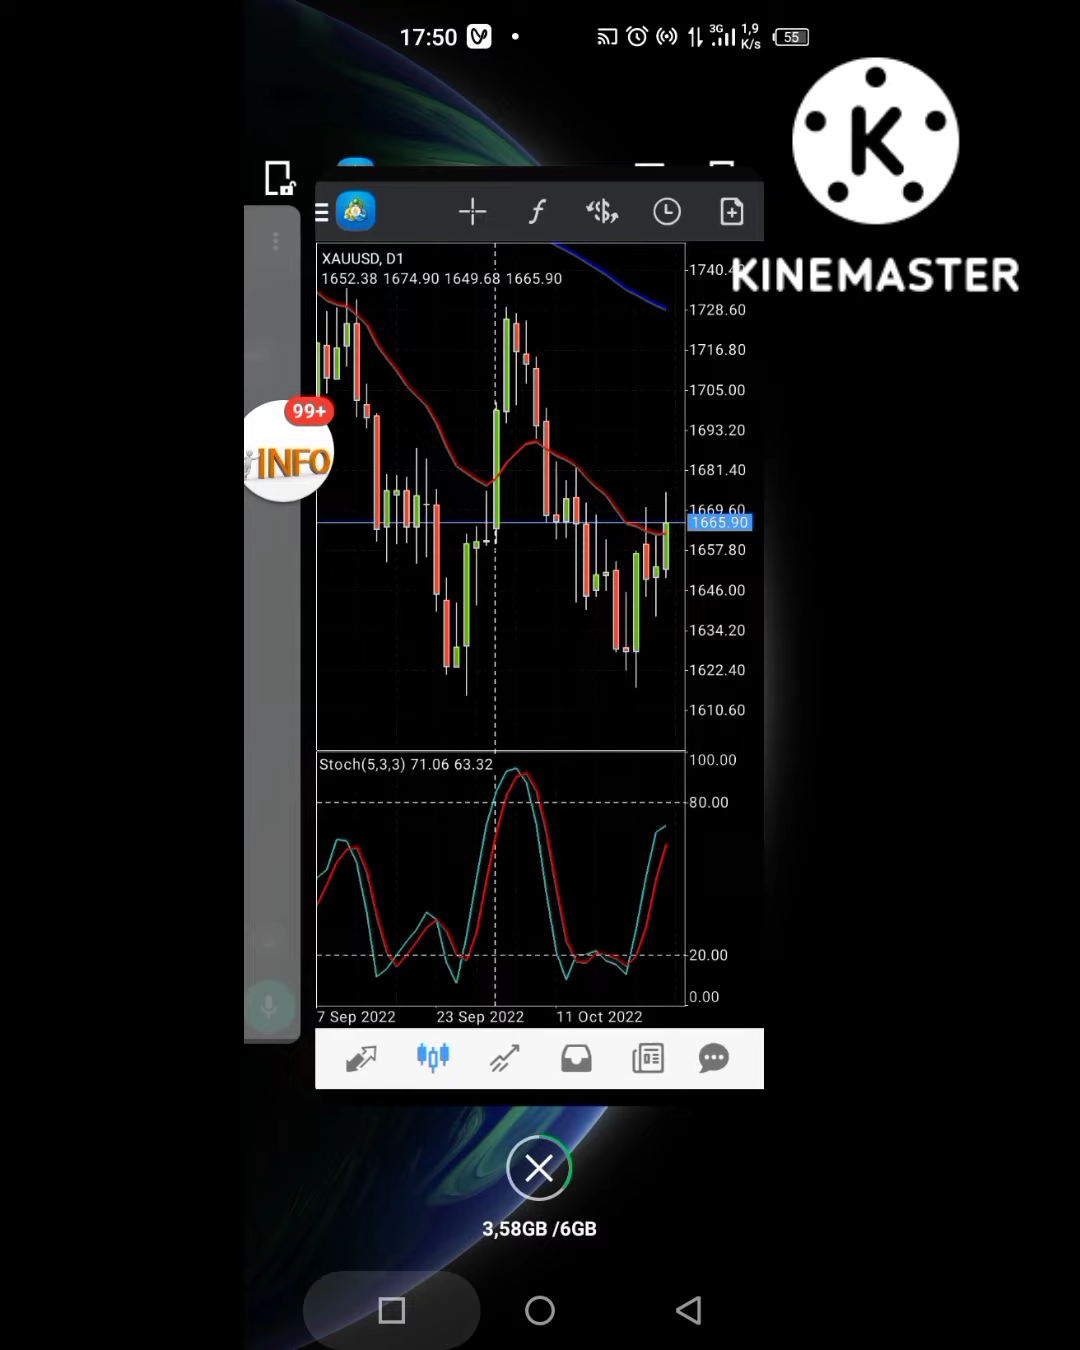 17:50
3G
1,9
K/s
55
K
KINEMASTER
XAUUSD, D1
1652.38 1674.90 1649.68 1665.90
1740.4
1728.60
1716.80
1705.00
1693.20
1681.40
1669.60
1665.90
1657.80
1646.00
1634.20
1622.40
1610.60
99+
INFO
Stoch(5,3,3) 71.06 63.32
100.00
80.00
20.00
0.00
7 Sep 2022 23 Sep 2022 11 Oct 2022
3,58GB /6GB